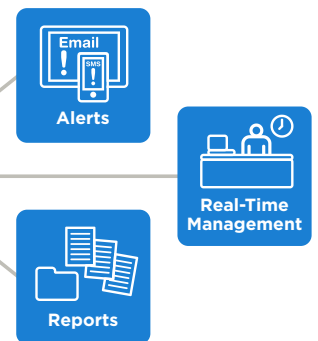 Email
!
SMS
!
Alerts
Real-Time
Management
Reports